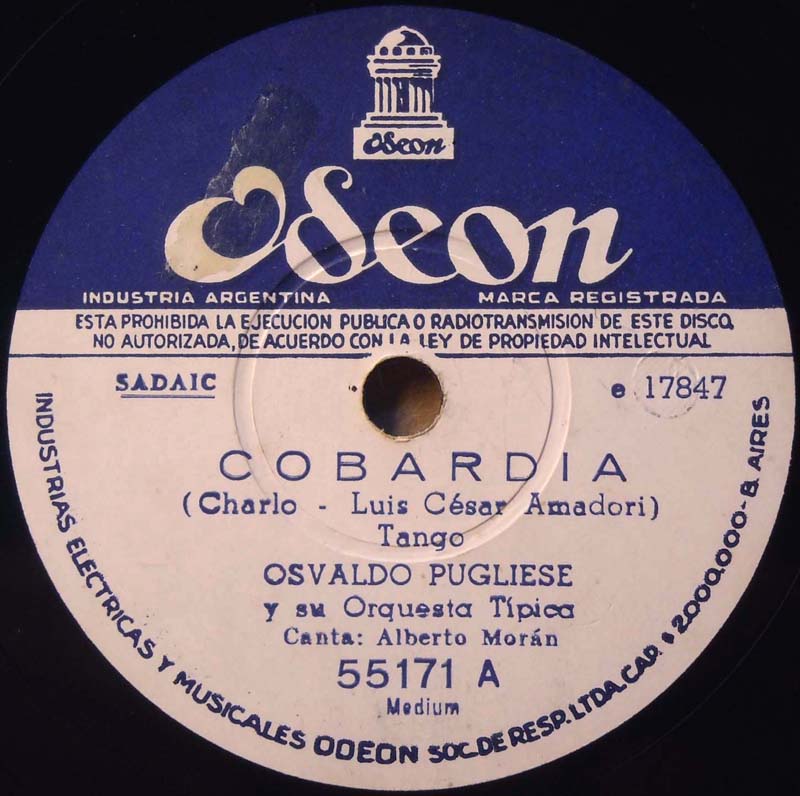 Odeon
Odeon
INDUSTRIA ARGENTINA MARCA REGISTRADA
ESTA PROHIBIDA LA EJECUCION PUBLICA O RADIOTRANSMISION DE ESTE DISCO,
NO AUTORIZADA, DE ACUERDO CON LA LEY DE PROPIEDAD INTELECTUAL
SADAIC e 17847
COBARDIA
(Charlo - Luis César Amadori)
Tango
OSVALDO PUGLIESE
y su Orquesta Típica
Canta: Alberto Morán
55171 A
Medium
INDUSTRIAS ELECTRICAS Y MUSICALES ODEON SOC. DE RESP. LTDA. CAP. $ 2.000.000 - B. AIRES